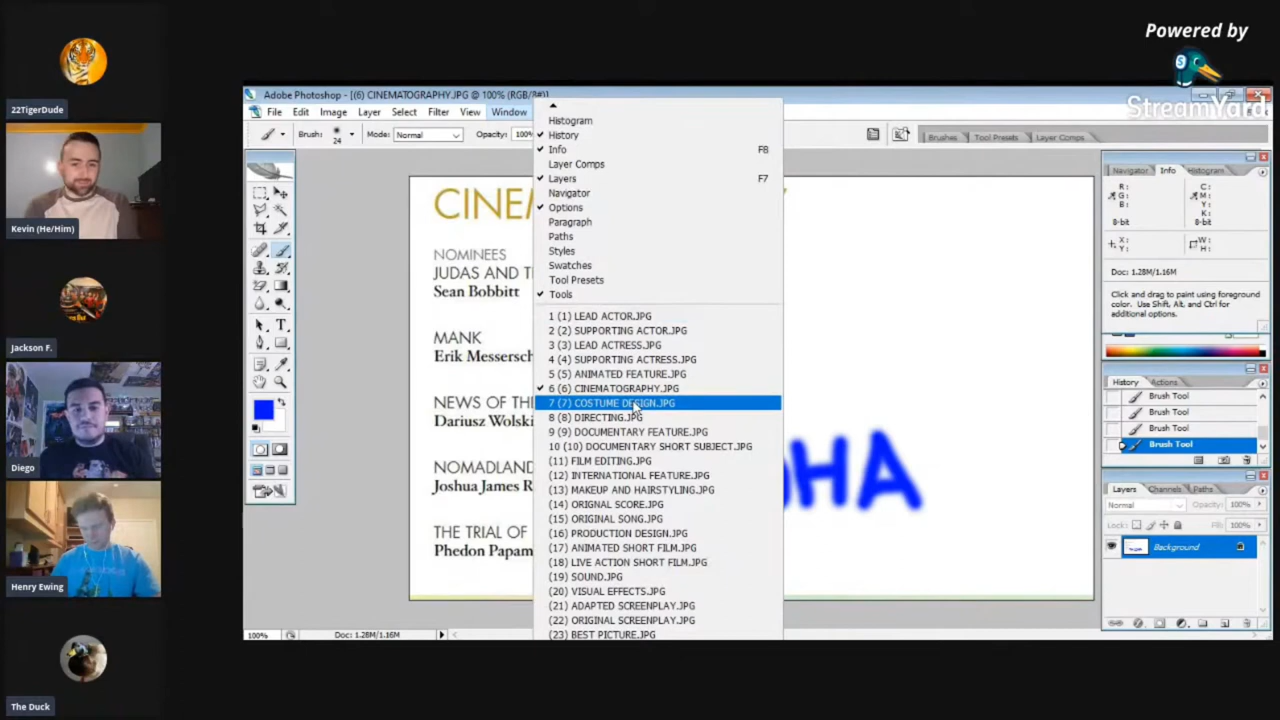 22TigerDude
Kevin (He/Him)
Jackson F.
Diego
Henry Ewing
The Duck
Powered by
StreamYard
Adobe Photoshop - [(6) CINEMATOGRAPHY.JPG @ 100% (RGB/8#)]
File Edit Image Layer Select Filter View Window
Brush: 24 Mode: Normal Opacity: 100%
Brushes Tool Presets Layer Comps
Histogram
History
Info F8
Layer Comps
Layers F7
Navigator
Options
Paragraph
Paths
Styles
Swatches
Tool Presets
Tools
1 (1) LEAD ACTOR.JPG
2 (2) SUPPORTING ACTOR.JPG
3 (3) LEAD ACTRESS.JPG
4 (4) SUPPORTING ACTRESS.JPG
5 (5) ANIMATED FEATURE.JPG
6 (6) CINEMATOGRAPHY.JPG
7 (7) COSTUME DESIGN.JPG
8 (8) DIRECTING.JPG
9 (9) DOCUMENTARY FEATURE.JPG
10 (10) DOCUMENTARY SHORT SUBJECT.JPG
(11) FILM EDITING.JPG
(12) INTERNATIONAL FEATURE.JPG
(13) MAKEUP AND HAIRSTYLING.JPG
(14) ORIGNAL SCORE.JPG
(15) ORIGINAL SONG.JPG
(16) PRODUCTION DESIGN.JPG
(17) ANIMATED SHORT FILM.JPG
(18) LIVE ACTION SHORT FILM.JPG
(19) SOUND.JPG
(20) VISUAL EFFECTS.JPG
(21) ADAPTED SCREENPLAY.JPG
(22) ORIGINAL SCREENPLAY.JPG
(23) BEST PICTURE.JPG
CINE
NOMINEES
JUDAS AND T
Sean Bobbitt
MANK
Erik Messersch
NEWS OF THE
Dariusz Wolski
NOMADLAND
Joshua James R
THE TRIAL OF
Phedon Papam
HA
Navigator Info Histogram
R: C:
G: M:
B: Y:
K:
8-bit 8-bit
X: W:
Y: H:
Doc: 1.28M/1.16M
Click and drag to paint using foreground
color. Use Shift, Alt, and Ctrl for
additional options.
History Actions
Brush Tool
Brush Tool
Brush Tool
Brush Tool
Layers Channels Paths
Normal Opacity: 100%
Lock: Fill: 100%
Background
100% Doc: 1.28M/1.16M